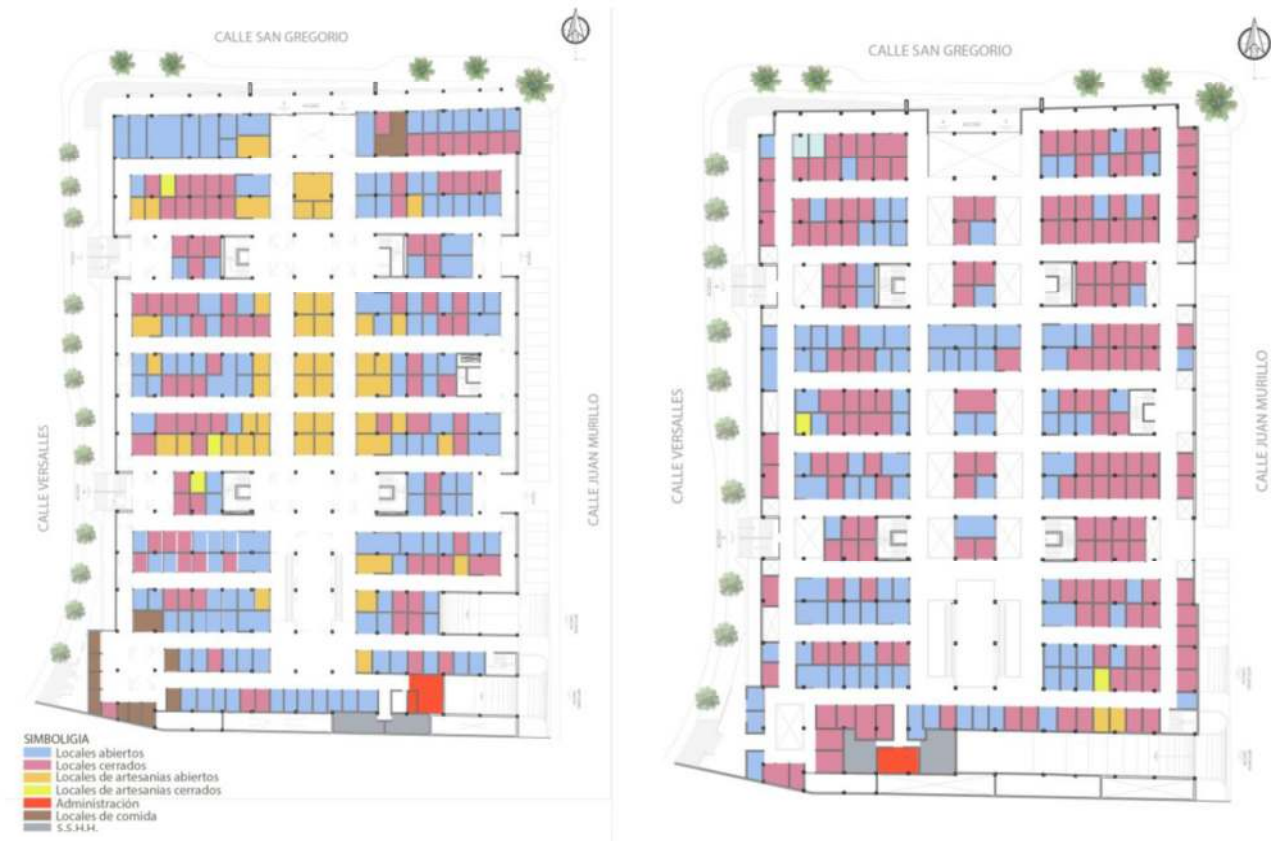 CALLE SAN GREGORIO
CALLE VERSALLES
CALLE JUAN MURILLO
SIMBOLIGIA
Locales abiertos
Locales cerrados
Locales de artesanias abiertos
Locales de artesanias cerrados
Administración
Locales de comida
S.S.H.H.
CALLE SAN GREGORIO
CALLE VERSALLES
CALLE JUAN MURILLO